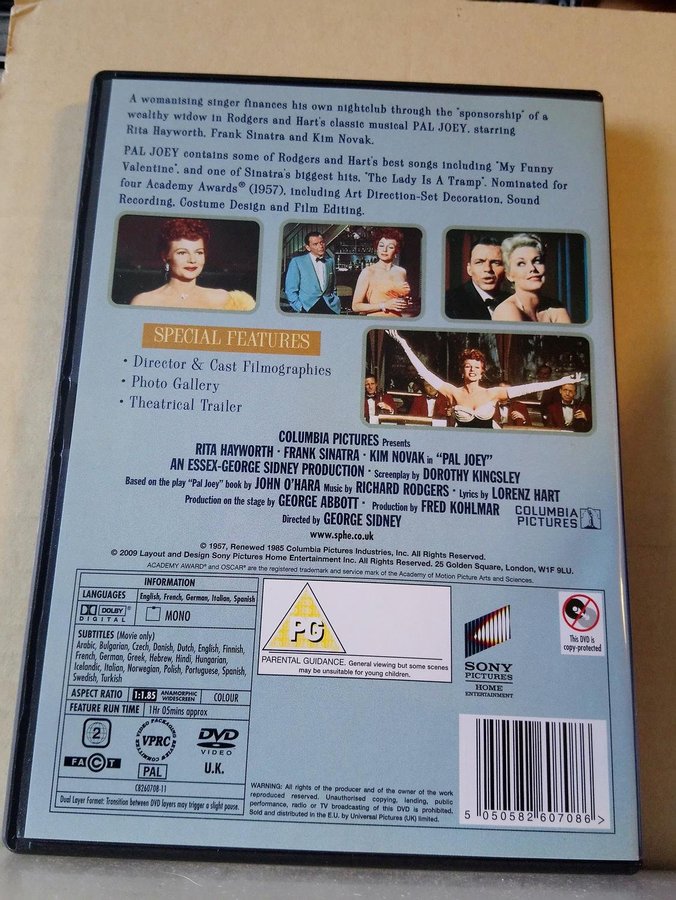 A womanising singer finances his own nightclub through the "sponsorship" of a
wealthy widow in Rodgers and Hart's classic musical PAL JOEY, starring
Rita Hayworth, Frank Sinatra and Kim Novak.
PAL JOEY contains some of Rodgers and Hart's best songs including "My Funny
Valentine", and one of Sinatra's biggest hits, "The Lady Is A Tramp". Nominated for
four Academy Awards® (1957), including Art Direction-Set Decoration, Sound
Recording, Costume Design and Film Editing.
SPECIAL FEATURES
• Director & Cast Filmographies
• Photo Gallery
• Theatrical Trailer
COLUMBIA PICTURES Presents
RITA HAYWORTH · FRANK SINATRA · KIM NOVAK in "PAL JOEY"
AN ESSEX-GEORGE SIDNEY PRODUCTION · Screenplay by DOROTHY KINGSLEY
Based on the play "Pal Joey" book by JOHN O'HARA Music by RICHARD RODGERS · Lyrics by LORENZ HART
Production on the stage by GEORGE ABBOTT · Production by FRED KOHLMAR
Directed by GEORGE SIDNEY
COLUMBIA
PICTURES
www.sphe.co.uk
© 1957, Renewed 1985 Columbia Pictures Industries, Inc. All Rights Reserved.
© 2009 Layout and Design Sony Pictures Home Entertainment Inc. All Rights Reserved. 25 Golden Square, London, W1F 9LU.
ACADEMY AWARD® and OSCAR® are the registered trademark and service mark of the Academy of Motion Picture Arts and Sciences.
INFORMATION
LANGUAGES English, French, German, Italian, Spanish
DOLBY DIGITAL MONO
SUBTITLES (Movie only)
Arabic, Bulgarian, Czech, Danish, Dutch, English, Finnish,
French, German, Greek, Hebrew, Hindi, Hungarian,
Icelandic, Italian, Norwegian, Polish, Portuguese, Spanish,
Swedish, Turkish
ASPECT RATIO 1:1.85 ANAMORPHIC WIDESCREEN COLOUR
FEATURE RUN TIME 1Hr 05mins approx
2
FACT
VIDEO PACKAGING REVIEW COMMITTEE
VPRC
PAL
DVD
VIDEO
U.K.
C8260708-11
Dual Layer Format: Transition between DVD layers may trigger a slight pause.
PG
PARENTAL GUIDANCE. General viewing but some scenes
may be unsuitable for young children.
SONY
PICTURES
HOME
ENTERTAINMENT
This DVD is
copy-protected
WARNING: All rights of the producer and of the owner of the work
reproduced reserved. Unauthorised copying, lending, public
performance, radio or TV broadcasting of this DVD is prohibited.
Sold and distributed in the E.U. by Universal Pictures (UK) limited.
5 050582 607086 >